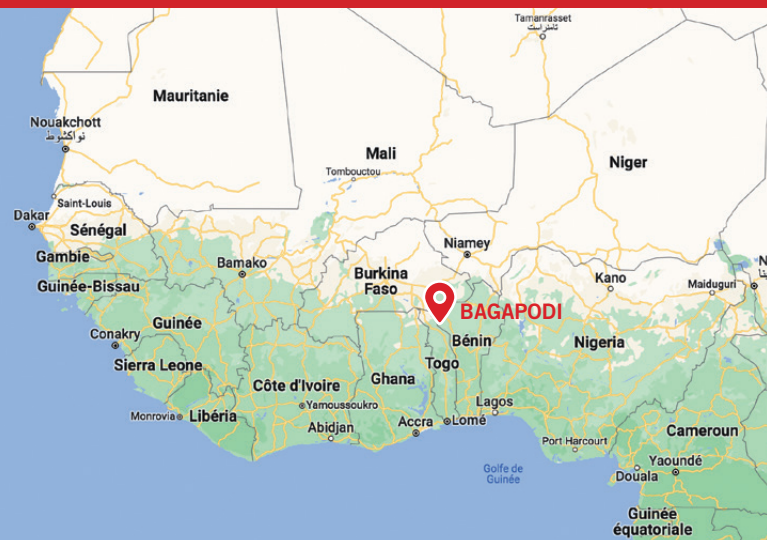 Tamanrasset
تامنراست
Mauritanie
Nouakchott
نواكشوط
Mali
Niger
Tombouctou
Saint-Louis
Dakar
Sénégal
Niamey
Gambie
Bamako
Burkina
Faso
Kano
Maiduguri
Guinée-Bissau
BAGAPODI
Guinée
Conakry
Bénin
Nigeria
Sierra Leone
Togo
Côte d'Ivoire
Ghana
Yamoussoukro
Lagos
Monrovia
Libéria
Abidjan
Accra
Lomé
Port Harcourt
Cameroun
Golfe de
Guinée
Yaoundé
Douala
Guinée
équatoriale